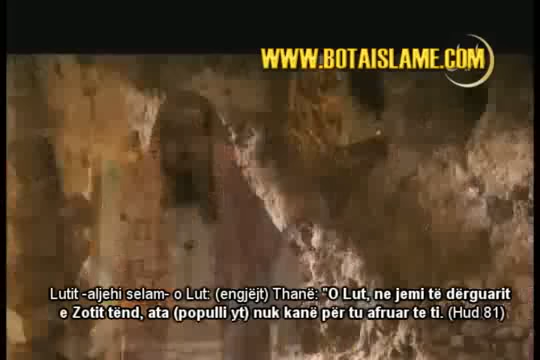 WWW.BOTAISLAME.COM
Lutit -aljehi selam- o Lut: (engjëjt) Thanë: "O Lut, ne jemi të dërguarit
e Zotit tënd, ata (populli yt) nuk kanë për tu afruar te ti. (Hud 81)